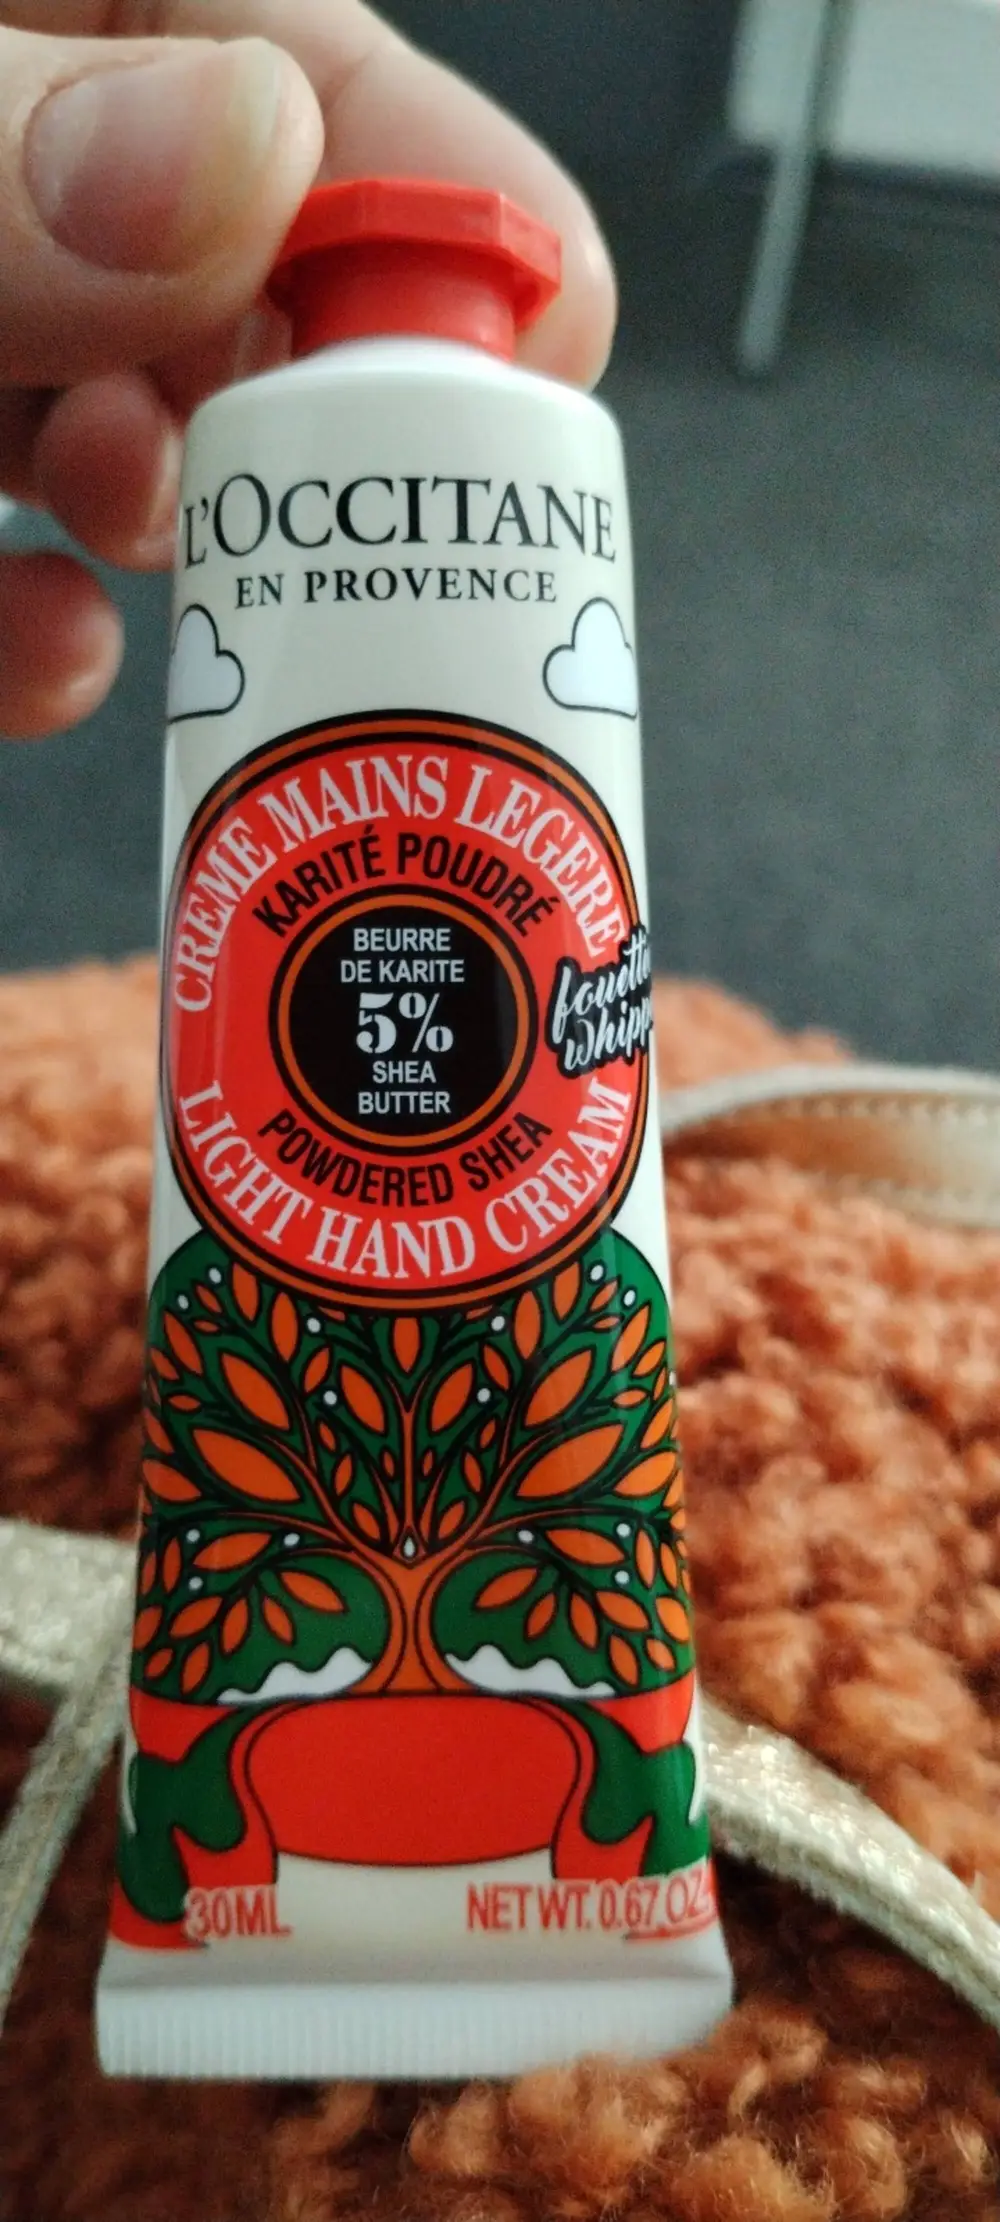 L'OCCITANE
EN PROVENCE
CREME MAINS LEGERE
KARITÉ POUDRÉ
BEURRE
DE KARITE
5%
SHEA
BUTTER
POWDERED SHEA
LIGHT HAND CREAM
30ML
NET WT. 0.67 OZ.